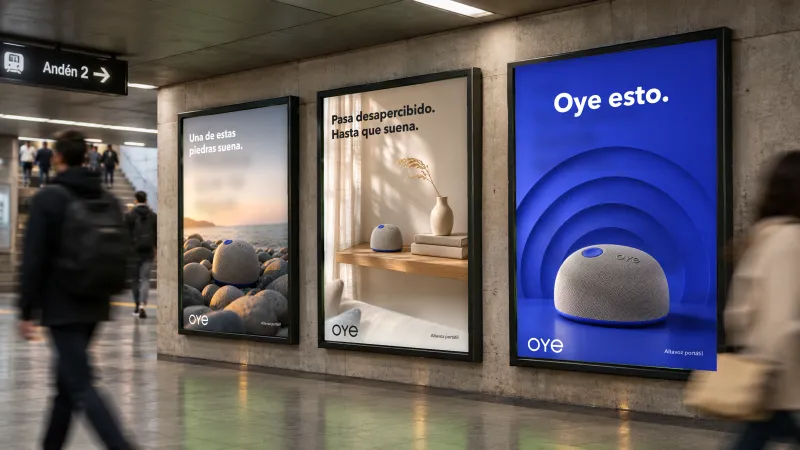 Andén 2 →
Una de estas
piedras suena.
oye
Pasa desapercibido.
Hasta que suena.
oye
Altavoz portátil
Oye esto.
oye
oye
Altavoz portátil